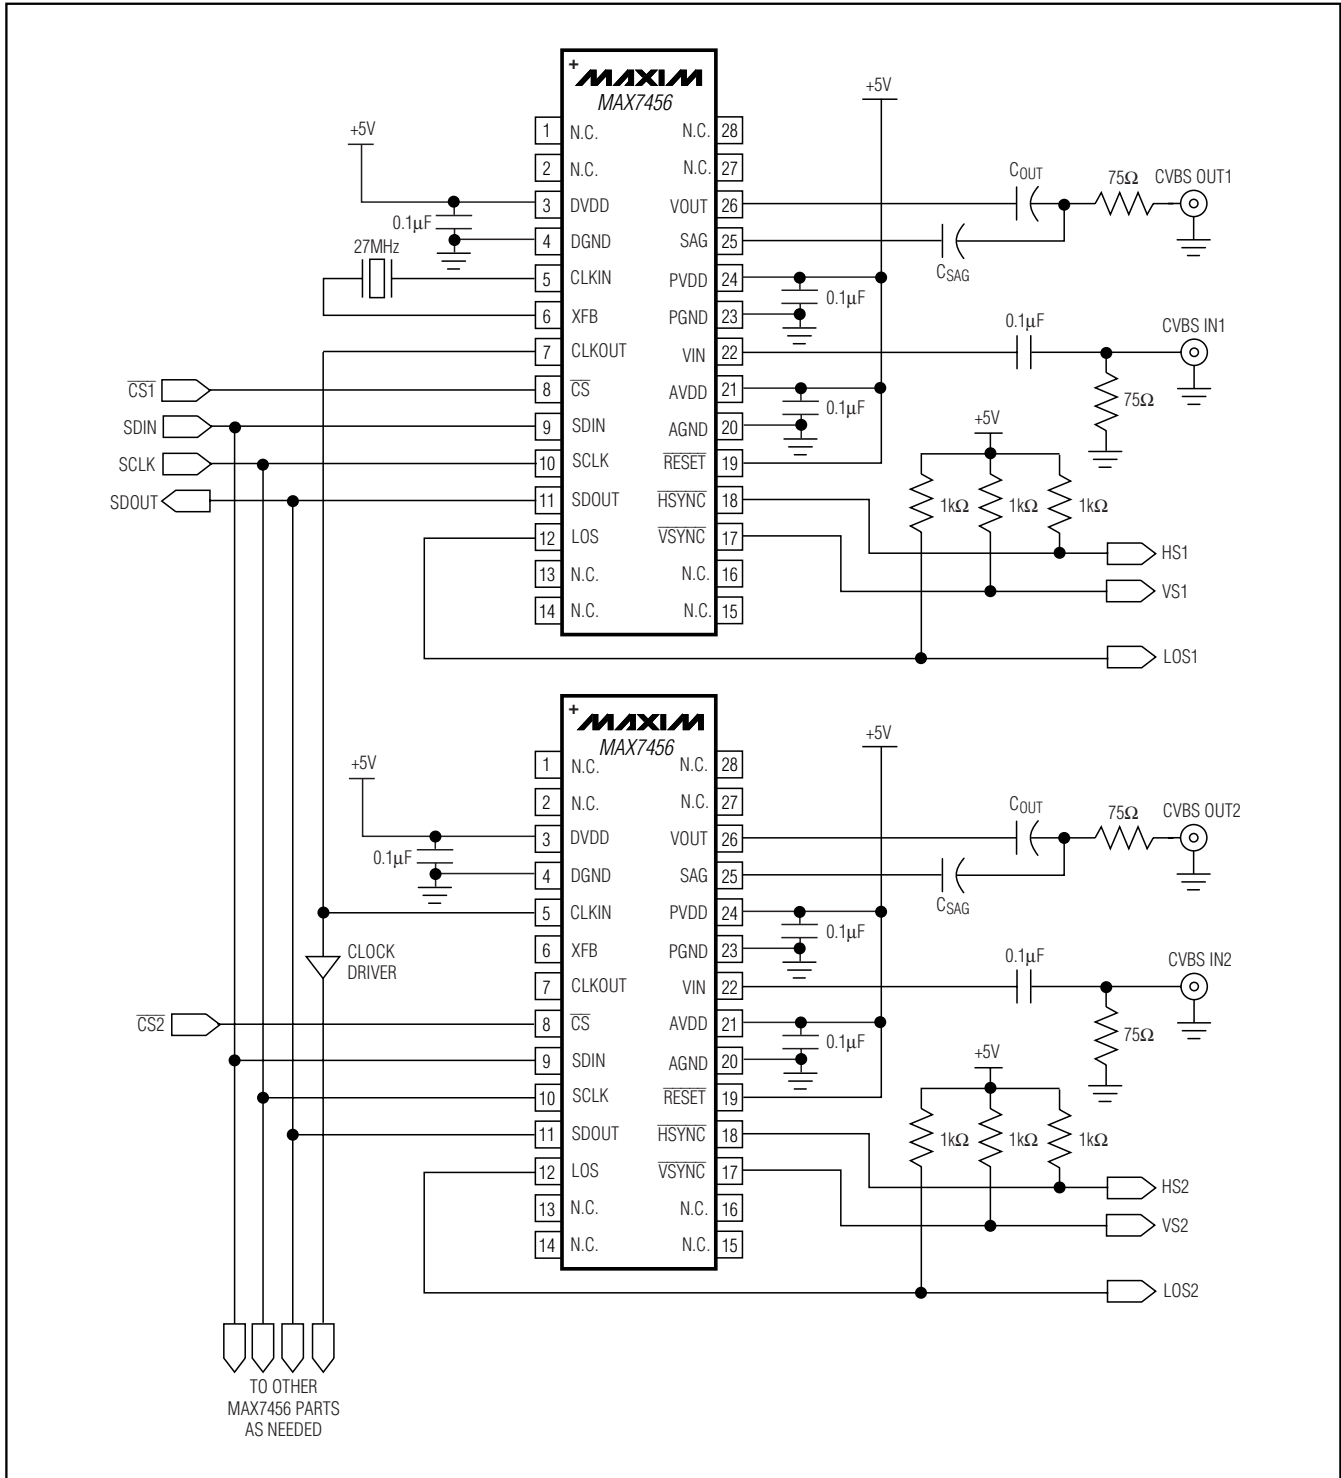 MAXIM
MAX7456
+5V
+5V
1 N.C. N.C. 28
2 N.C. N.C. 27
3 DVDD VOUT 26
4 DGND SAG 25
5 CLKIN PVDD 24
6 XFB PGND 23
7 CLKOUT VIN 22
8 CS AVDD 21
9 SDIN AGND 20
10 SCLK RESET 19
11 SDOUT HSYNC 18
12 LOS VSYNC 17
13 N.C. N.C. 16
14 N.C. N.C. 15
0.1µF
27MHz
CS1
SDIN
SCLK
SDOUT
COUT
75Ω
CVBS OUT1
CSAG
0.1µF
0.1µF
CVBS IN1
0.1µF
75Ω
+5V
1kΩ 1kΩ 1kΩ
HS1
VS1
LOS1
+
MAXIM
MAX7456
+
+5V
+5V
1 N.C. N.C. 28
2 N.C. N.C. 27
3 DVDD VOUT 26
4 DGND SAG 25
5 CLKIN PVDD 24
6 XFB PGND 23
7 CLKOUT VIN 22
8 CS AVDD 21
9 SDIN AGND 20
10 SCLK RESET 19
11 SDOUT HSYNC 18
12 LOS VSYNC 17
13 N.C. N.C. 16
14 N.C. N.C. 15
0.1µF
CLOCK
DRIVER
CS2
COUT
75Ω
CVBS OUT2
CSAG
0.1µF
0.1µF
CVBS IN2
0.1µF
75Ω
+5V
1kΩ 1kΩ 1kΩ
HS2
VS2
LOS2
TO OTHER
MAX7456 PARTS
AS NEEDED